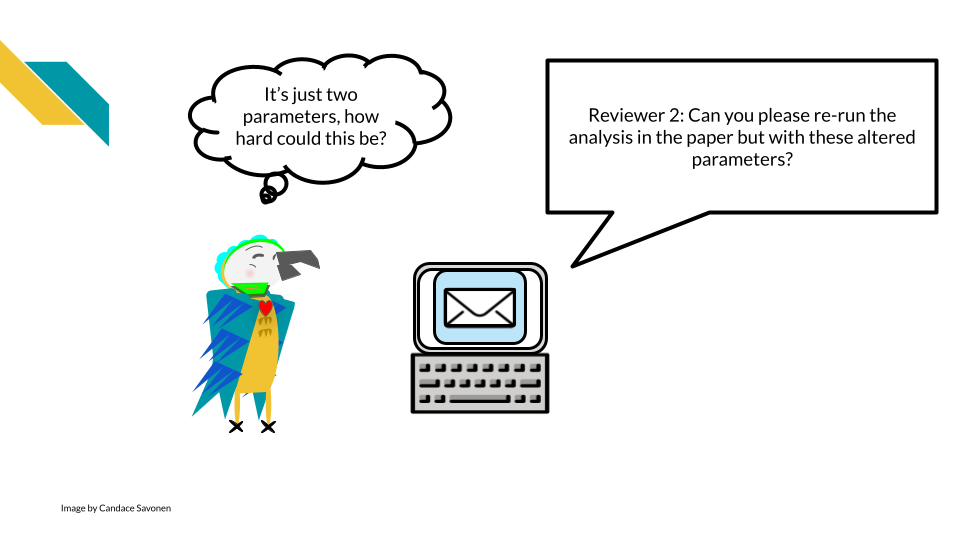 It’s just two
parameters, how
hard could this be?
Reviewer 2: Can you please re-run the
analysis in the paper but with these altered
parameters?
Image by Candace Savonen